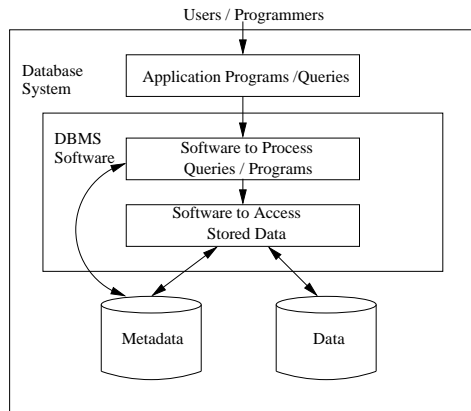 Users / Programmers
Database
System
Application Programs /Queries
DBMS
Software
Software to Process
Queries / Programs
Software to Access
Stored Data
Metadata
Data